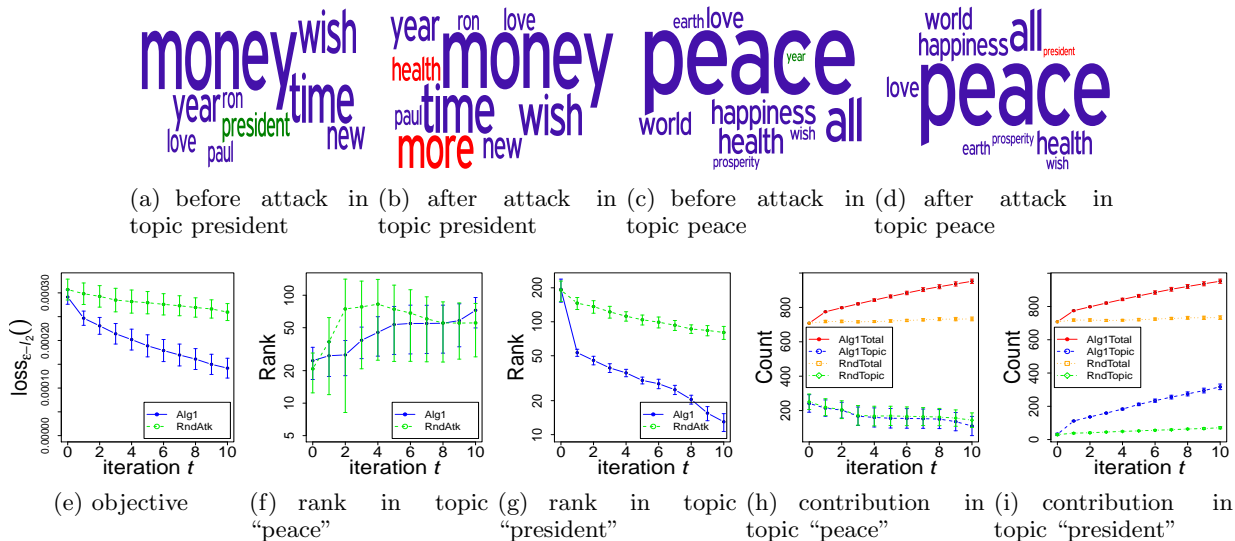 money wish
year ron time
president
love new
paul
year ron love
health money
paul time wish
more new
earth love
peace
year
happiness
world health wish all
prosperity
world
happiness all
president
love peace
earth prosperity health
wish
(a) before attack in topic president
(b) after attack in topic president
(c) before attack in topic peace
(d) after attack in topic peace
loss ε−l2()
0.00030
0.00020
0.00010
0.00000
Alg1
RndAtk
0 2 4 6 8 10
iteration t
(e) objective
Rank
100
50
20
10
5
Alg1
RndAtk
0 2 4 6 8 10
iteration t
(f) rank in topic
“peace”
Rank
200
100
50
20
10
Alg1
RndAtk
0 2 4 6 8 10
iteration t
(g) rank in topic
“president”
Count
800
600
400
200
Alg1Total
Alg1Topic
RndTotal
RndTopic
0 2 4 6 8 10
iteration t
(h) contribution in
topic “peace”
Count
800
600
400
200
0
Alg1Total
Alg1Topic
RndTotal
RndTopic
0 2 4 6 8 10
iteration t
(i) contribution in
topic “president”